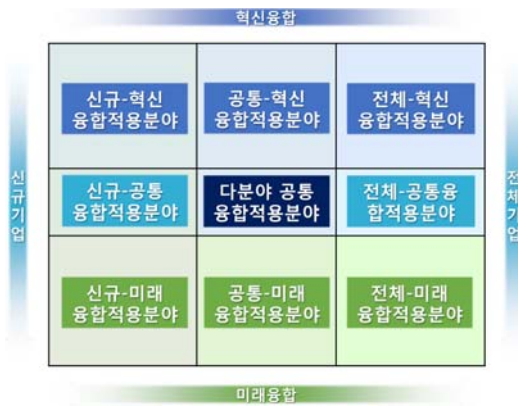 혁신융합
신규-혁신
융합적용분야
공통-혁신
융합적용분야
전체-혁신
융합적용분야
신규기업
신규-공통
융합적용분야
다분야 공통
융합적용분야
전체-공통융
합적용분야
전체기업
신규-미래
융합적용분야
공통-미래
융합적용분야
전체-미래
융합적용분야
미래융합